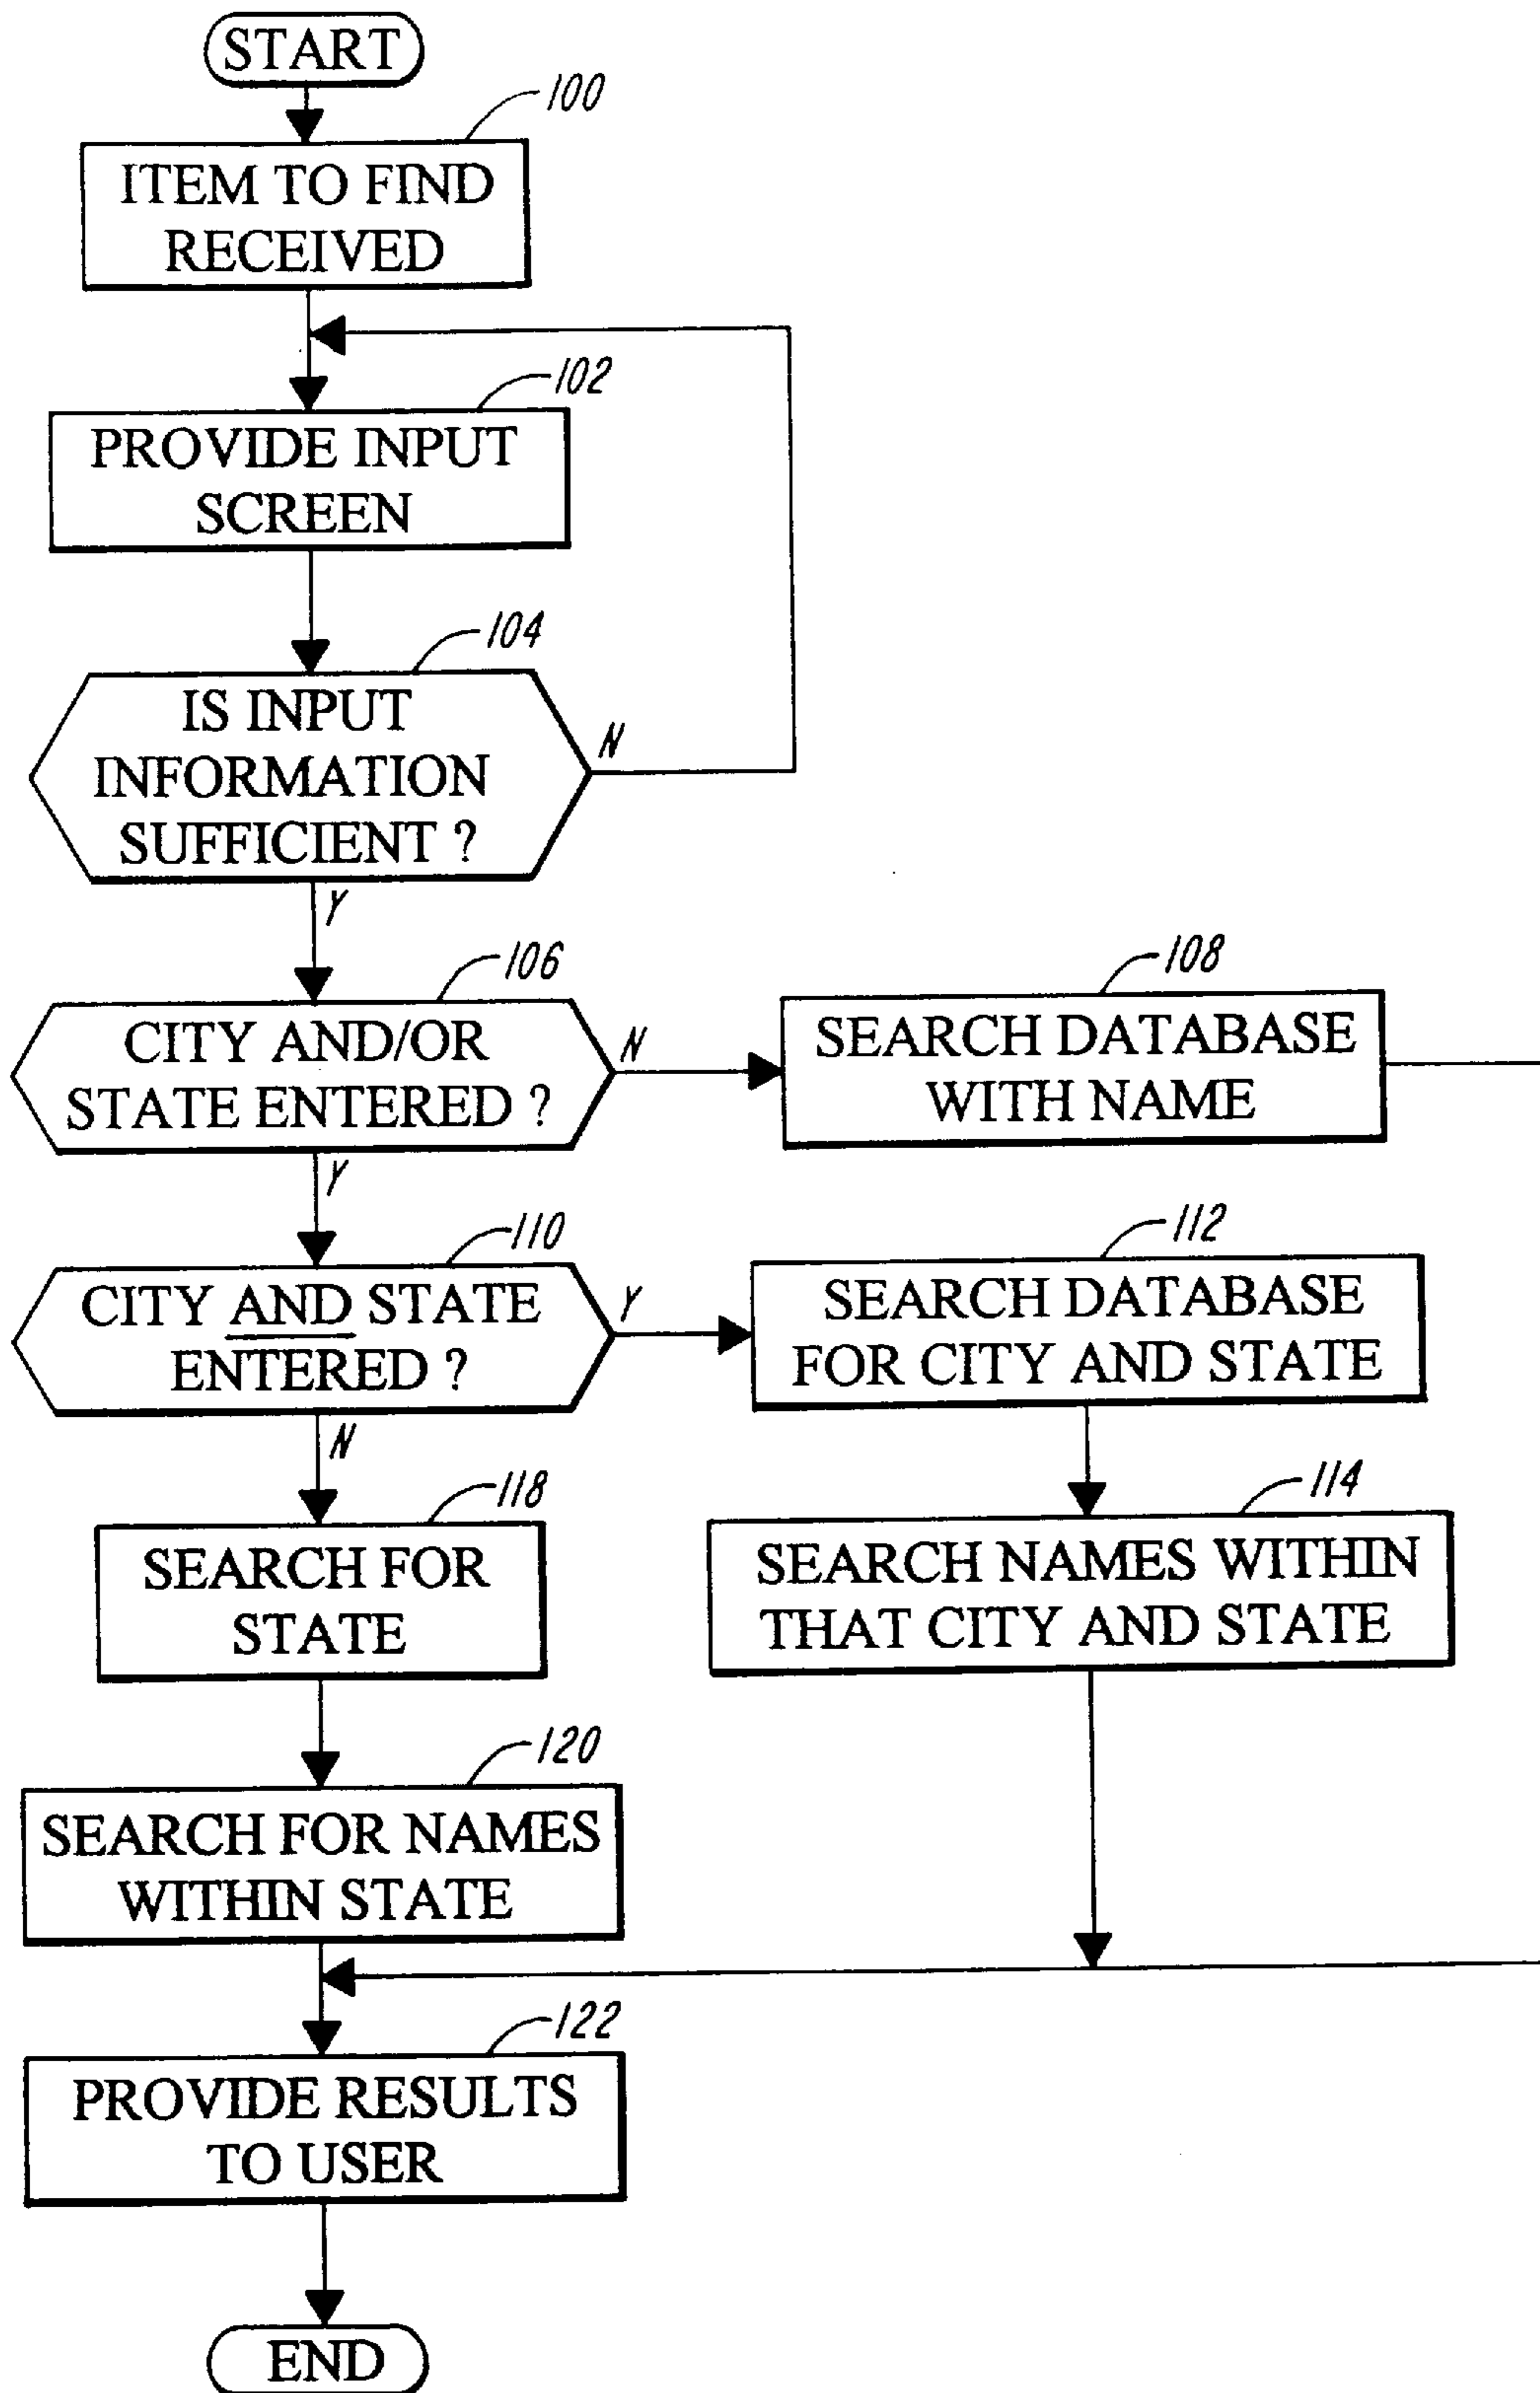 START
100
ITEM TO FIND
RECEIVED
102
PROVIDE INPUT
SCREEN
104
IS INPUT
INFORMATION
SUFFICIENT ?
N
Y
106
CITY AND/OR
STATE ENTERED ?
N
108
SEARCH DATABASE
WITH NAME
Y
110
CITY AND STATE
ENTERED ?
Y
112
SEARCH DATABASE
FOR CITY AND STATE
N
114
SEARCH NAMES WITHIN
THAT CITY AND STATE
118
SEARCH FOR
STATE
120
SEARCH FOR NAMES
WITHIN STATE
122
PROVIDE RESULTS
TO USER
END